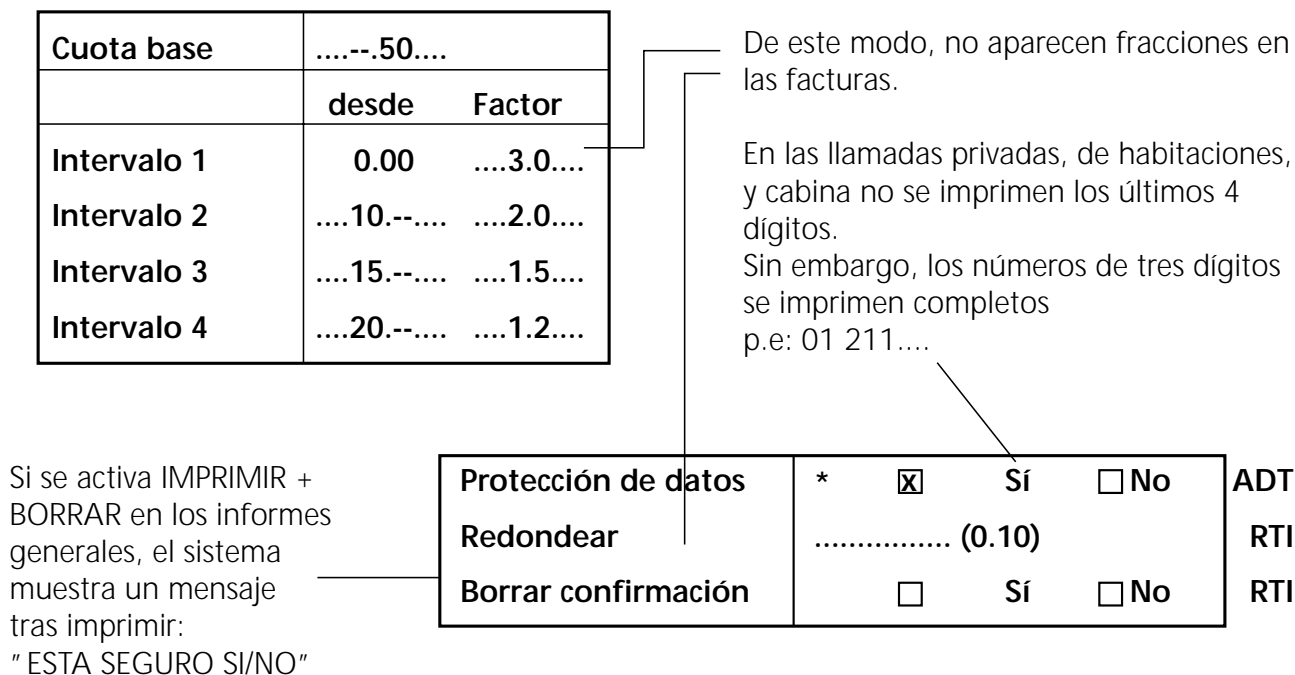 Cuota base ....--.50....
desde Factor
Intervalo 1 0.00 ....3.0....
Intervalo 2 ....10.--.... ....2.0....
Intervalo 3 ....15.--.... ....1.5....
Intervalo 4 ....20.--.... ....1.2....
De este modo, no aparecen fracciones en
las facturas.
En las llamadas privadas, de habitaciones,
y cabina no se imprimen los últimos 4
dígitos.
Sin embargo, los números de tres dígitos
se imprimen completos
p.e: 01 211....
Si se activa IMPRIMIR +
BORRAR en los informes
generales, el sistema
muestra un mensaje
tras imprimir:
"ESTA SEGURO SI/NO"
Protección de datos * X Sí No ADT
Redondear ................ (0.10) RTI
Borrar confirmación Sí No RTI